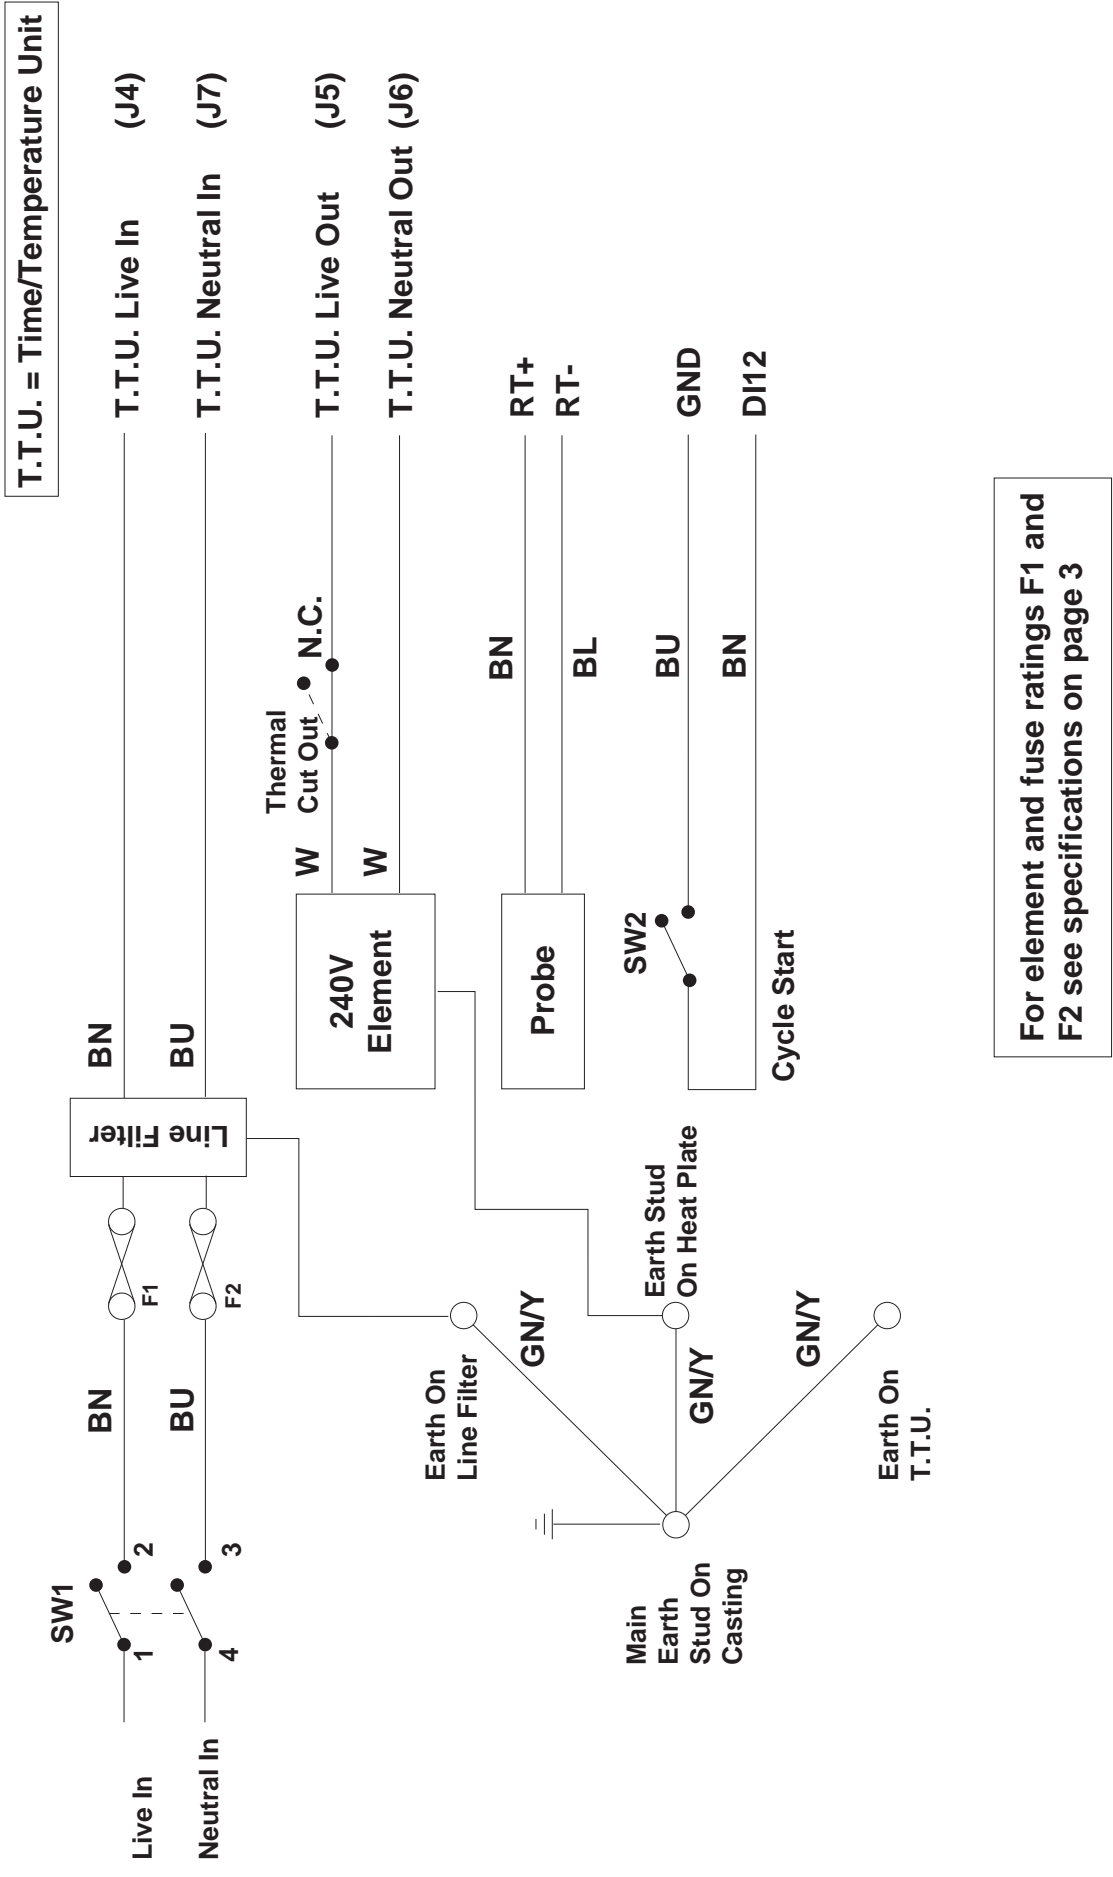 T.T.U. = Time/Temperature Unit
SW1
1
2
4
3
Live In
Neutral In
BN
BU
F1
F2
Line Filter
BN
BU
T.T.U. Live In (J4)
T.T.U. Neutral In (J7)
Thermal
Cut Out
N.C.
W
W
240V
Element
T.T.U. Live Out (J5)
T.T.U. Neutral Out (J6)
Probe
BN
BL
RT+
RT-
SW2
BU
BN
GND
DI12
Cycle Start
Earth On
Line Filter
GN/Y
Earth Stud
On Heat Plate
GN/Y
Main
Earth
Stud On
Casting
GN/Y
Earth On
T.T.U.
For element and fuse ratings F1 and
F2 see specifications on page 3